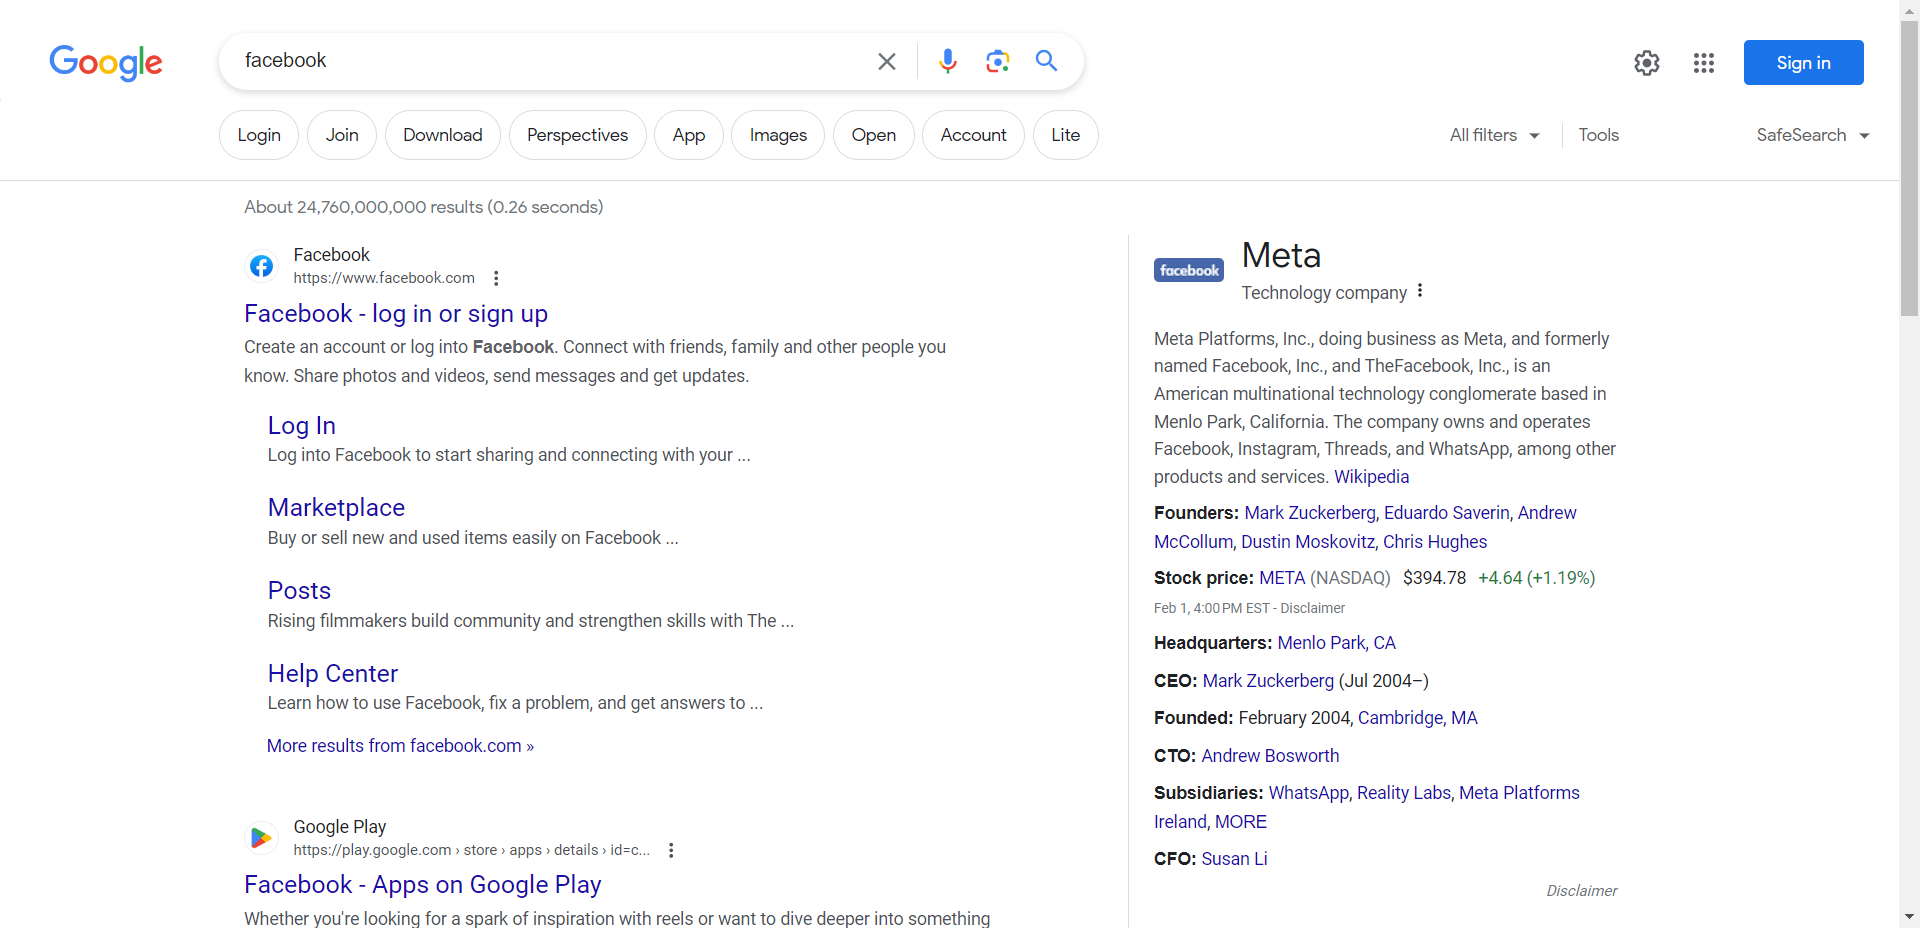 Google
facebook
Sign in
Login
Join
Download
Perspectives
App
Images
Open
Account
Lite
All filters
Tools
SafeSearch
About 24,760,000,000 results (0.26 seconds)
Facebook
https://www.facebook.com
Facebook - log in or sign up
Create an account or log into Facebook. Connect with friends, family and other people you
know. Share photos and videos, send messages and get updates.
Log In
Log into Facebook to start sharing and connecting with your ...
Marketplace
Buy or sell new and used items easily on Facebook ...
Posts
Rising filmmakers build community and strengthen skills with The ...
Help Center
Learn how to use Facebook, fix a problem, and get answers to ...
More results from facebook.com »
Google Play
https://play.google.com › store › apps › details › id=c...
Facebook - Apps on Google Play
Whether you're looking for a spark of inspiration with reels or want to dive deeper into something
facebook
Meta
Technology company
Meta Platforms, Inc., doing business as Meta, and formerly
named Facebook, Inc., and TheFacebook, Inc., is an
American multinational technology conglomerate based in
Menlo Park, California. The company owns and operates
Facebook, Instagram, Threads, and WhatsApp, among other
products and services. Wikipedia
Founders: Mark Zuckerberg, Eduardo Saverin, Andrew
McCollum, Dustin Moskovitz, Chris Hughes
Stock price: META (NASDAQ) $394.78 +4.64 (+1.19%)
Feb 1, 4:00 PM EST - Disclaimer
Headquarters: Menlo Park, CA
CEO: Mark Zuckerberg (Jul 2004–)
Founded: February 2004, Cambridge, MA
CTO: Andrew Bosworth
Subsidiaries: WhatsApp, Reality Labs, Meta Platforms
Ireland, MORE
CFO: Susan Li
Disclaimer